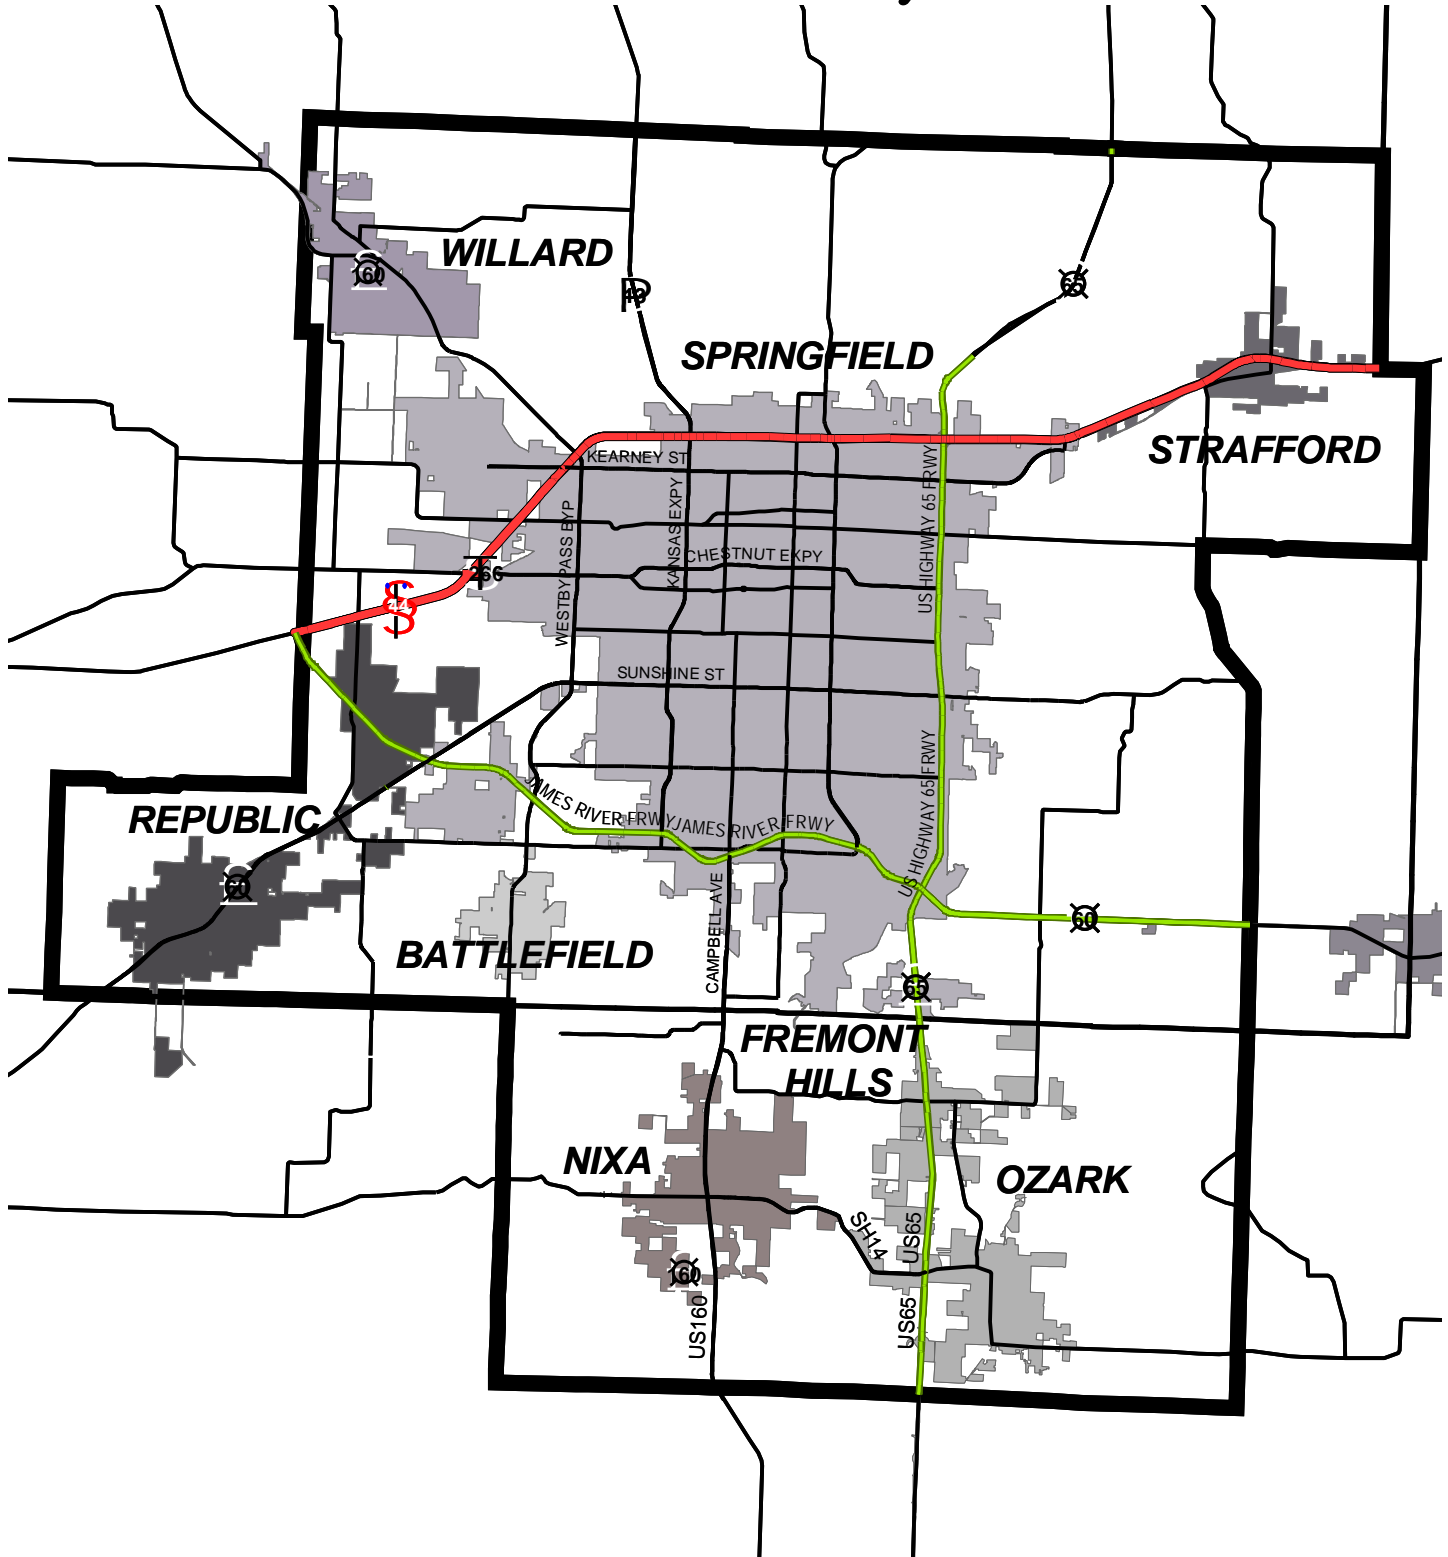 WILLARD
160
43
65
SPRINGFIELD
STRAFFORD
KEARNEY ST
US HIGHWAY 65 FRWY
WESTBYPASS BYP
KANSAS EXPY
CHESTNUT EXPY
266
44
SUNSHINE ST
US HIGHWAY 65 FRWY
JAMES RIVER FRWY
JAMES RIVER FRWY
REPUBLIC
60
CAMPBELL AVE
60
BATTLEFIELD
65
FREMONT
HILLS
NIXA
OZARK
SH14
US65
160
US160
US65